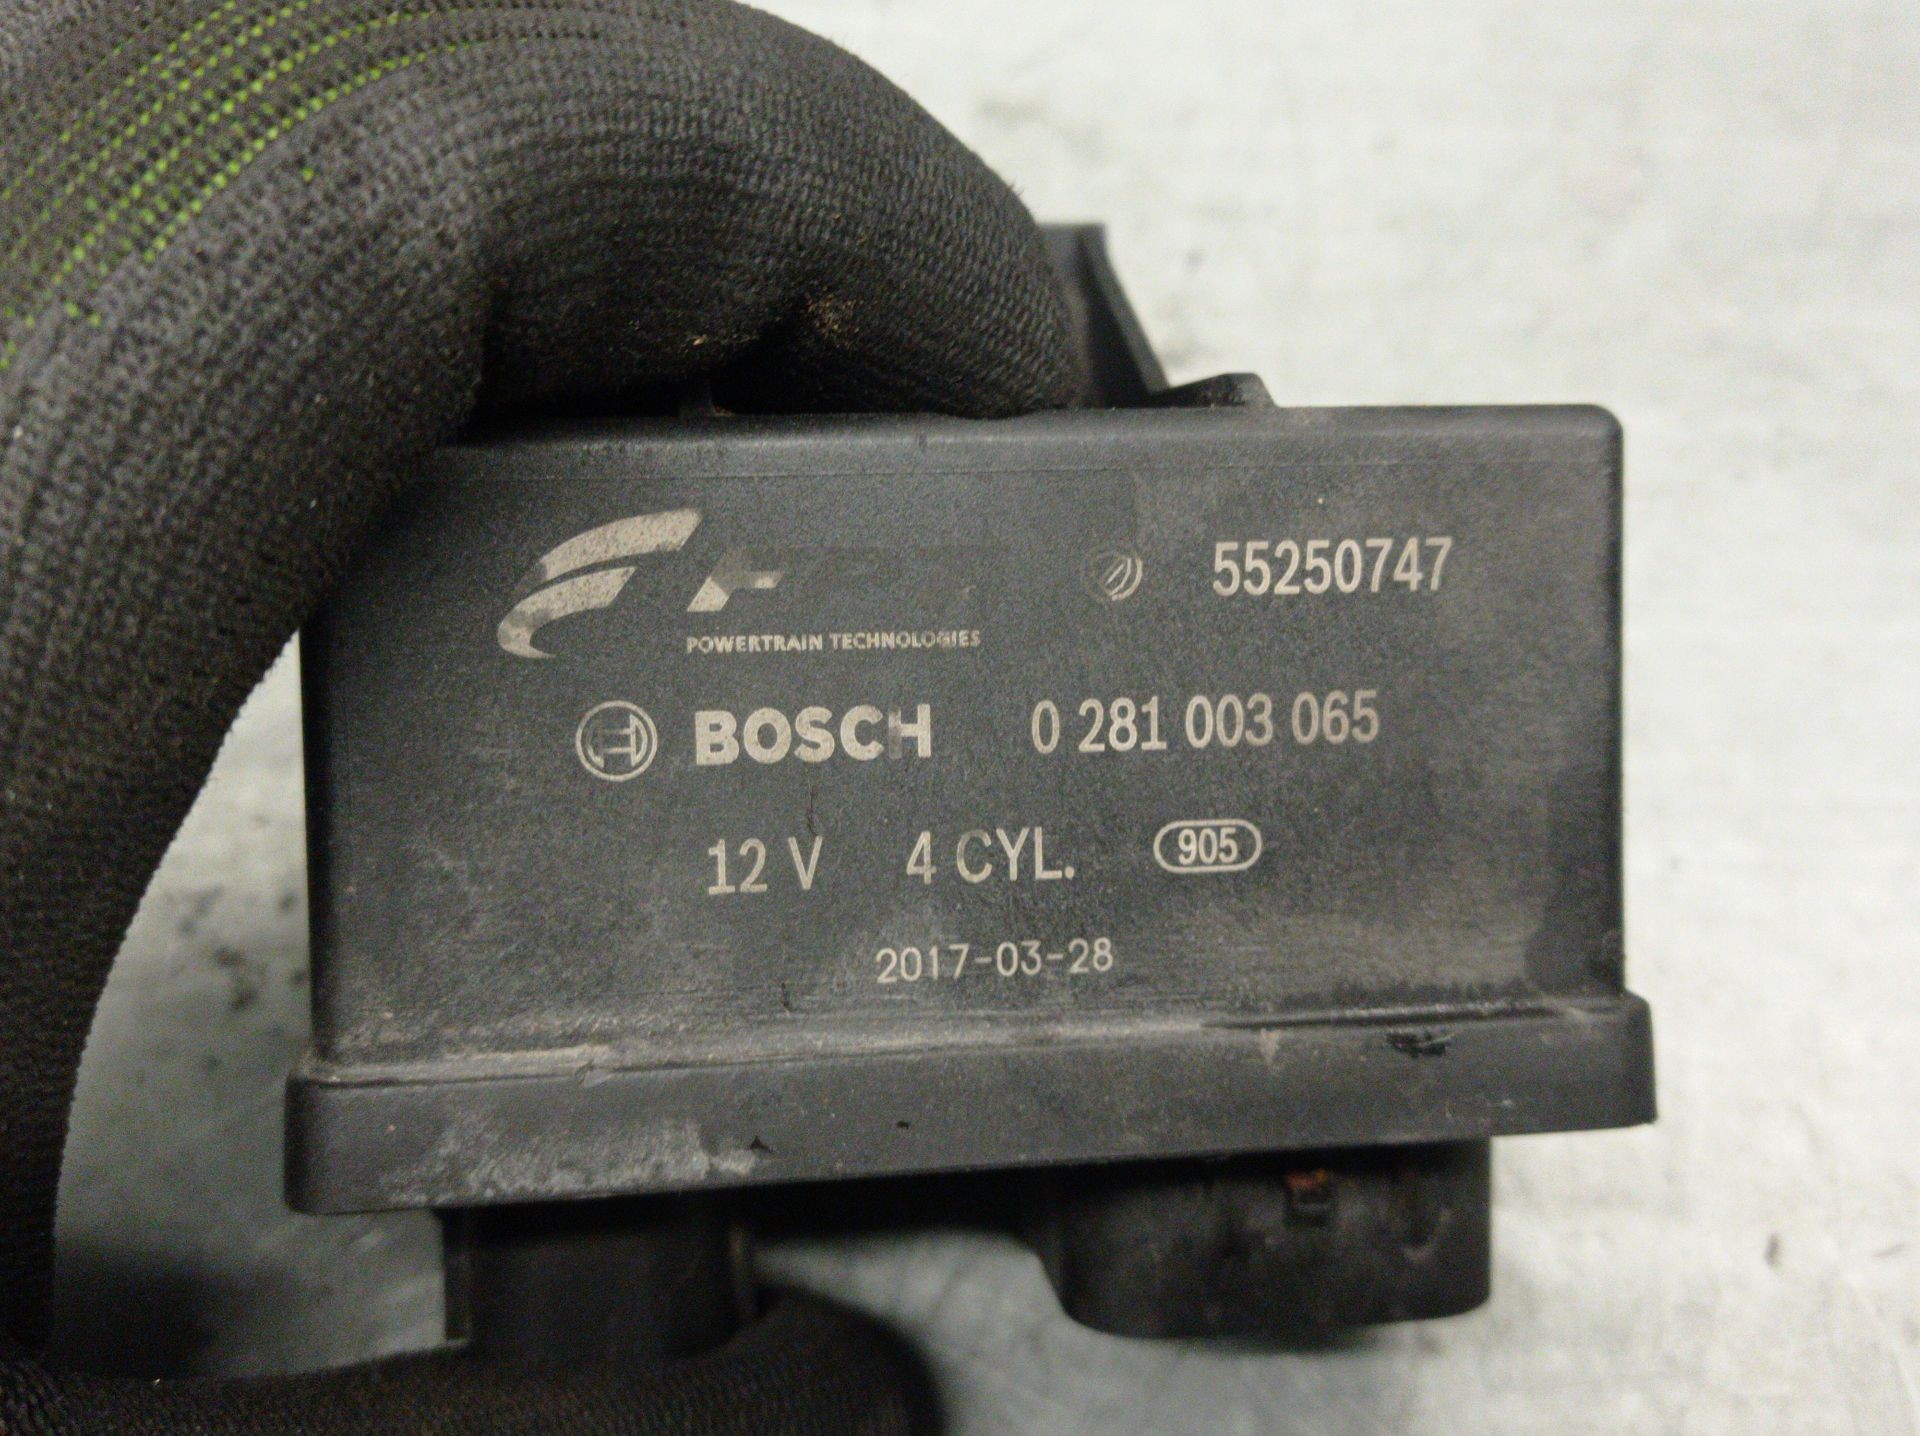 55250747
POWERTRAIN TECHNOLOGIES
BOSCH 0 281 003 065
12 V 4 CYL. 905
2017-03-28